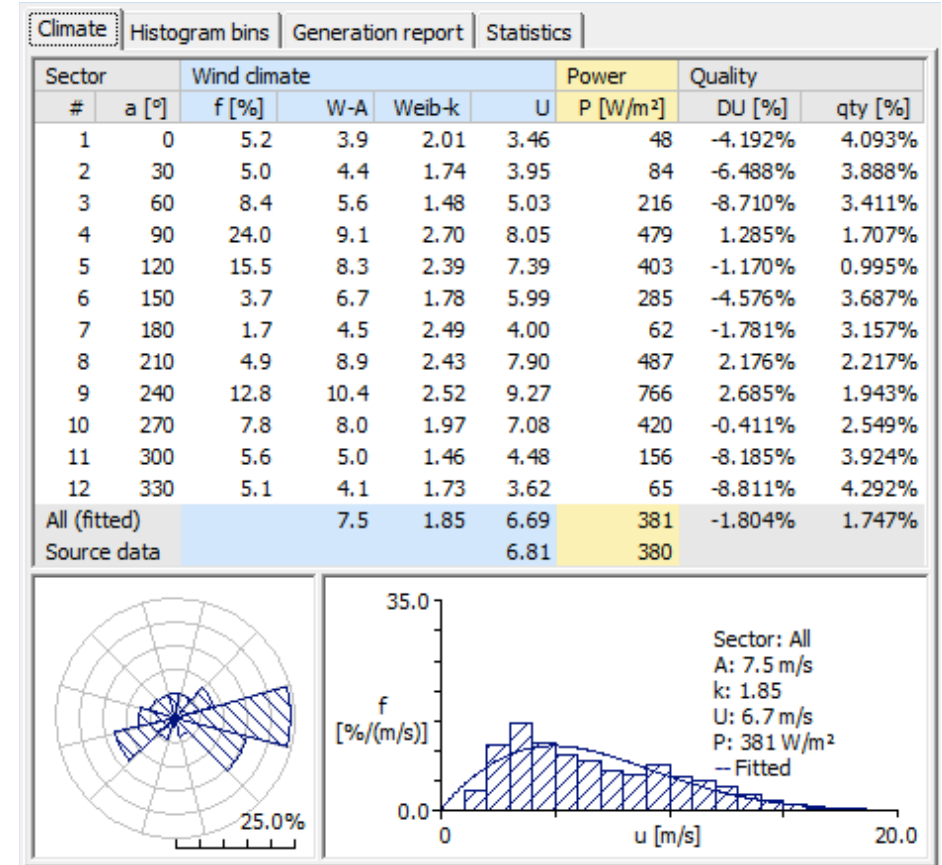 Climate Histogram bins Generation report Statistics
Sector Wind climate Power Quality
# a [°] f [%] W-A Weib-k U P [W/m²] DU [%] qty [%]
1 0 5.2 3.9 2.01 3.46 48 -4.192% 4.093%
2 30 5.0 4.4 1.74 3.95 84 -6.488% 3.888%
3 60 8.4 5.6 1.48 5.03 216 -8.710% 3.411%
4 90 24.0 9.1 2.70 8.05 479 1.285% 1.707%
5 120 15.5 8.3 2.39 7.39 403 -1.170% 0.995%
6 150 3.7 6.7 1.78 5.99 285 -4.576% 3.687%
7 180 1.7 4.5 2.49 4.00 62 -1.781% 3.157%
8 210 4.9 8.9 2.43 7.90 487 2.176% 2.217%
9 240 12.8 10.4 2.52 9.27 766 2.685% 1.943%
10 270 7.8 8.0 1.97 7.08 420 -0.411% 2.549%
11 300 5.6 5.0 1.46 4.48 156 -8.185% 3.924%
12 330 5.1 4.1 1.73 3.62 65 -8.811% 4.292%
All (fitted) 7.5 1.85 6.69 381 -1.804% 1.747%
Source data 6.81 380
25.0%
35.0
f
[%/(m/s)]
0.0
0 u [m/s] 20.0
Sector: All
A: 7.5 m/s
k: 1.85
U: 6.7 m/s
P: 381 W/m²
-- Fitted